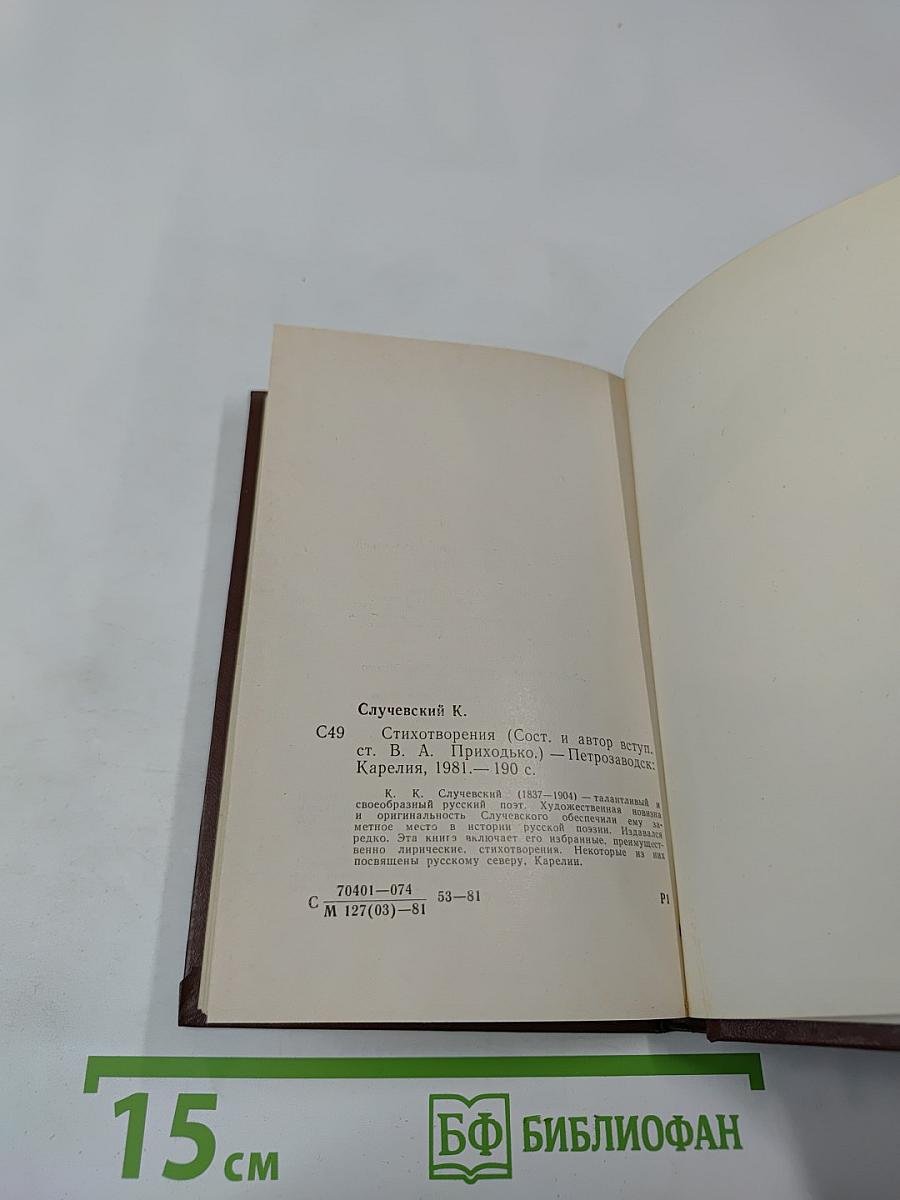 Случевский К.
С49 Стихотворения (Сост. и автор вступ.
ст. В. А. Приходько.) — Петрозаводск:
Карелия, 1981.— 190 с.
К. К. Случевский (1837—1904) — талантливый и
своеобразный русский поэт. Художественная новизна
и оригинальность Случевского обеспечили ему за-
метное место в истории русской поэзии. Издавался
редко. Эта книга включает его избранные, преимущест-
венно лирические, стихотворения. Некоторые из них
посвящены русскому северу, Карелии.
70401—074
С 53—81 Р1
М 127(03)—81
15 см
БФ БИБЛИОФАН